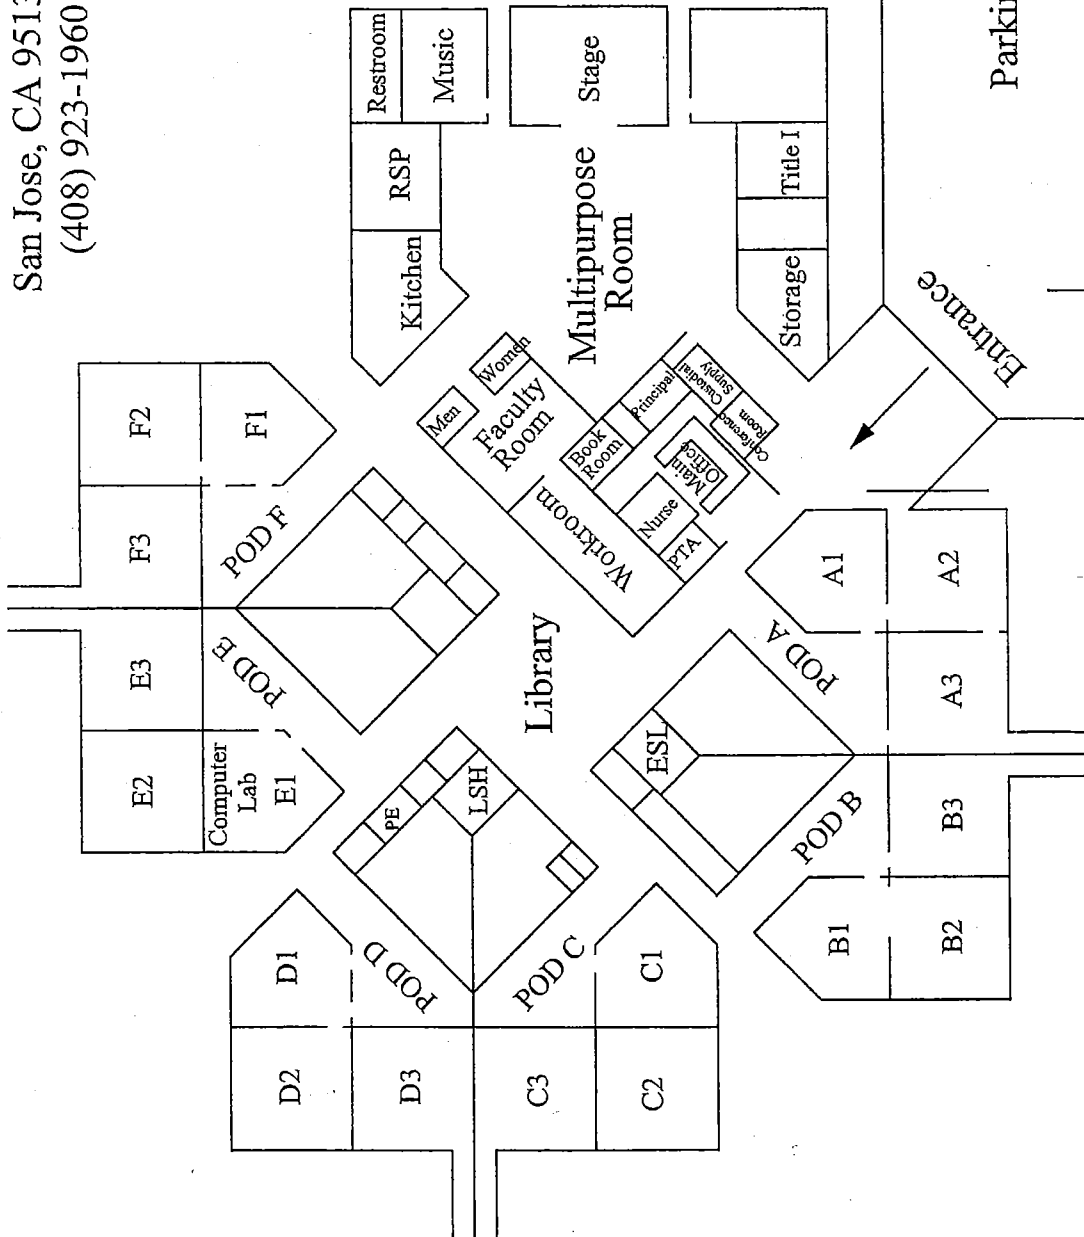 San Jose, CA 9513
(408) 923-1960
Restroom
Music
RSP
Kitchen
Stage
Multipurpose
Room
Title I
Storage
Parki
Entrance
F2
F1
F3
POD F
Men
Women
Faculty
Room
Book
Room
Principal
Custodial
Supply
Conference
Room
Main
Office
Nurse
PTA
Workroom
Library
E3
E2
POD E
Computer
Lab
E1
PE
LSH
ESL
POD A
A1
A2
A3
POD B
B3
B1
B2
D1
D2
D3
POD D
POD C
C1
C3
C2